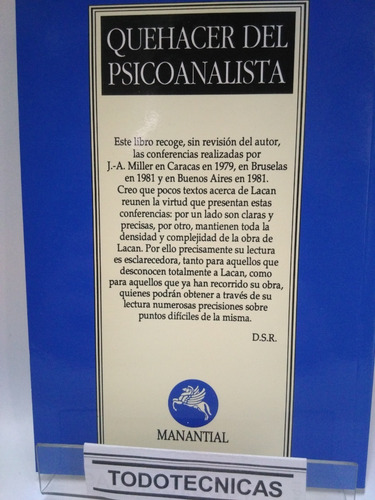 QUEHACER DEL
PSICOANALISTA
Este libro recoge, sin revisión del autor,
las conferencias realizadas por
J.-A. Miller en Caracas en 1979, en Bruselas
en 1981 y en Buenos Aires en 1981.
Creo que pocos textos acerca de Lacan
reunen la virtud que presentan estas
conferencias: por un lado son claras y
precisas, por otro, mantienen toda la
densidad y complejidad de la obra de
Lacan. Por ello precisamente su lectura
es esclarecedora, tanto para aquellos que
desconocen totalmente a Lacan, como
para aquellos que ya han recorrido su obra,
quienes podrán obtener a través de su
lectura numerosas precisiones sobre
puntos difíciles de la misma.
D.S.R.
MANANTIAL
TODOTECNICAS